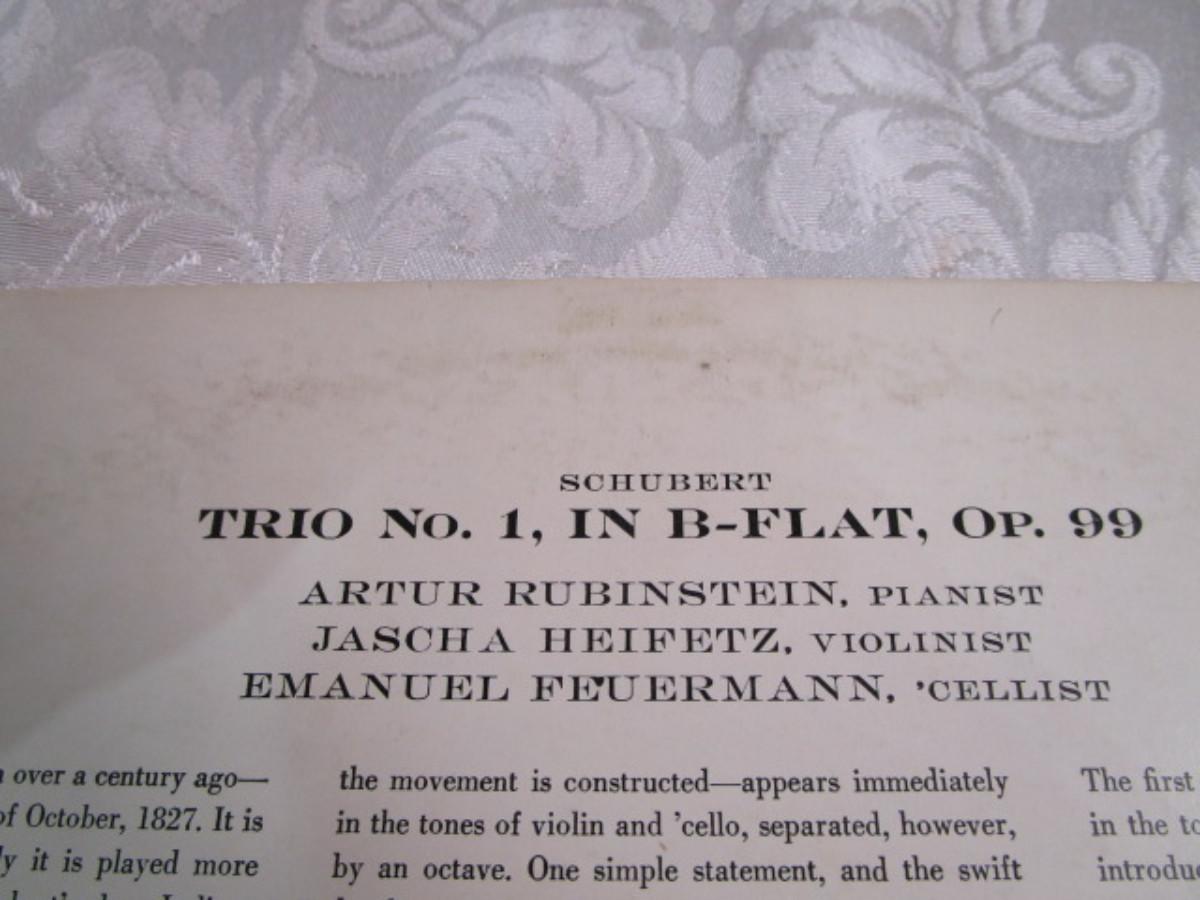 SCHUBERT
TRIO No. 1, IN B-FLAT, Op. 99
ARTUR RUBINSTEIN, PIANIST
JASCHA HEIFETZ, VIOLINIST
EMANUEL FEUERMANN, 'CELLIST
over a century ago—
of October, 1827. It is
it is played more
the movement is constructed—appears immediately
in the tones of violin and 'cello, separated, however,
by an octave. One simple statement, and the swift
The first
in the